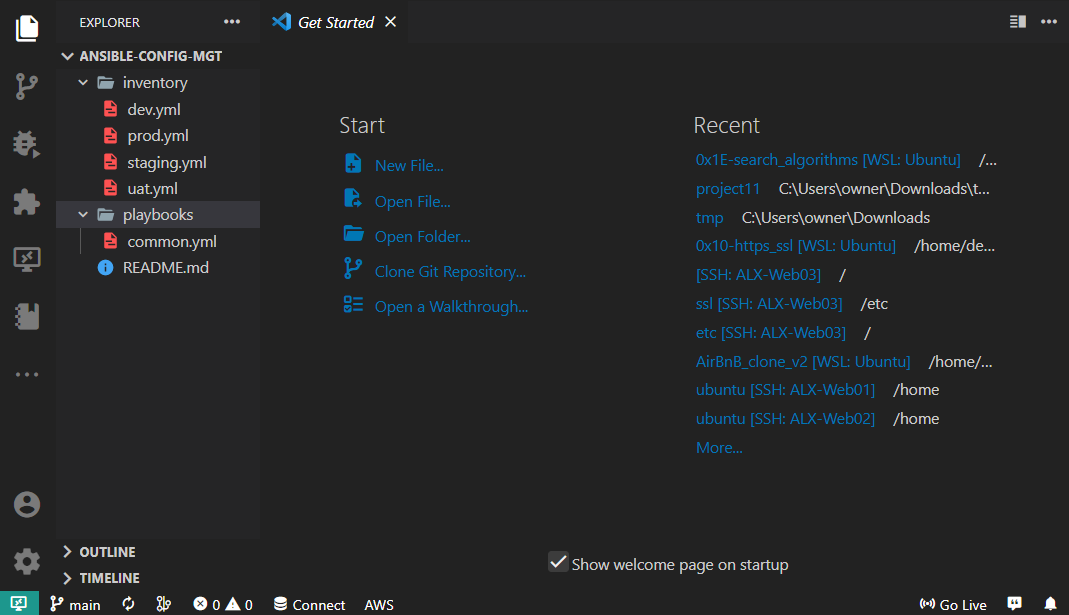 EXPLORER
Get Started
ANSIBLE-CONFIG-MGT
inventory
dev.yml
prod.yml
staging.yml
uat.yml
playbooks
common.yml
README.md
Start
New File...
Open File...
Open Folder...
Clone Git Repository...
Open a Walkthrough...
Recent
0x1E-search_algorithms [WSL: Ubuntu] /...
project11 C:\Users\owner\Downloads\t...
tmp C:\Users\owner\Downloads
0x10-https_ssl [WSL: Ubuntu] /home/de...
[SSH: ALX-Web03] /
ssl [SSH: ALX-Web03] /etc
etc [SSH: ALX-Web03] /
AirBnB_clone_v2 [WSL: Ubuntu] /home/...
ubuntu [SSH: ALX-Web01] /home
ubuntu [SSH: ALX-Web02] /home
More...
Show welcome page on startup
OUTLINE
TIMELINE
main 0 0 Connect AWS Go Live